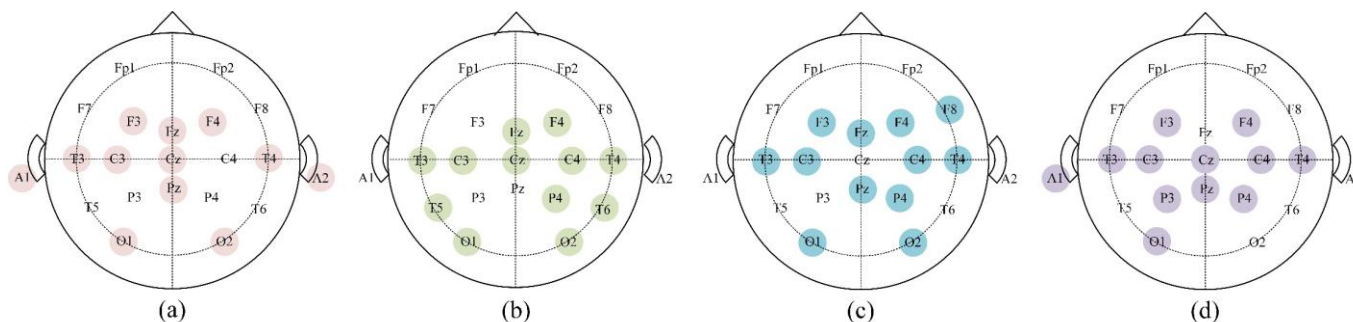 Fp1 Fp2 Fp1 Fp2 Fp1 Fp2 Fp1 Fp2
F7 F8 F7 F8 F7 F8 F7 F8
F3 F4 F3 F4 F3 F4 F3 F4
Fz Fz Fz Fz
T3 C3 Cz C4 T4 T3 C3 Cz C4 T4 T3 C3 Cz C4 T4 T3 C3 Cz C4 T4
A1 A2 A1 A2 A1 A2 A1 A
Pz Pz Pz Pz
P3 P4 P3 P4 P3 P4 P3 P4
T5 T6 T5 T6 T5 T6 T5 T6
O1 O2 O1 O2 O1 O2 O1 O2
(a) (b) (c) (d)